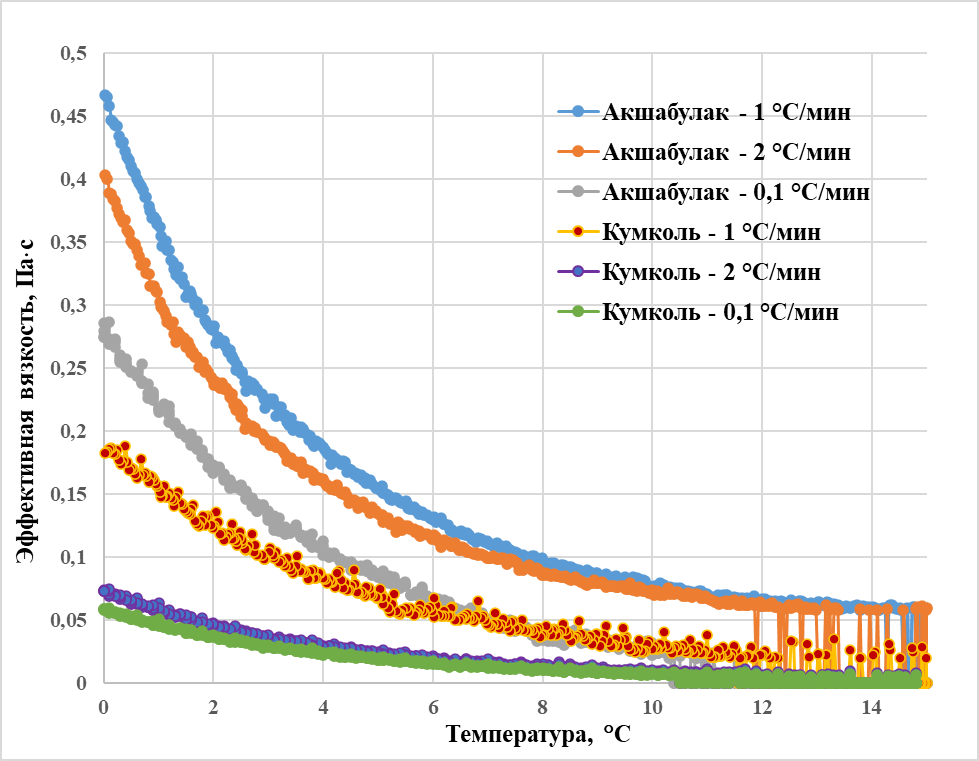 0,5
0,45
0,4
0,35
0,3
0,25
0,2
0,15
0,1
0,05
0
Эффективная вязкость, Па·с
Акшабулак - 1 °С/мин
Акшабулак - 2 °С/мин
Акшабулак - 0,1 °С/мин
Кумколь - 1 °С/мин
Кумколь - 2 °С/мин
Кумколь - 0,1 °С/мин
0 2 4 6 8 10 12 14
Температура, °С